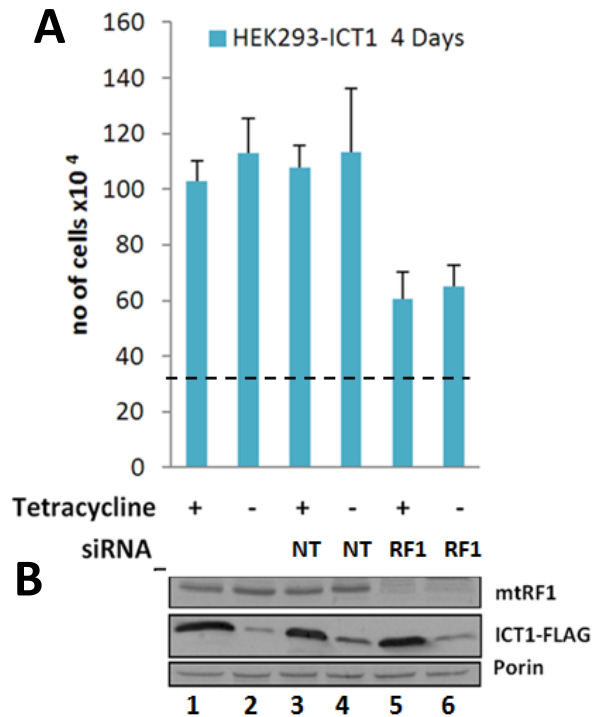 A
HEK293-ICT1 4 Days
160
140
120
100
80
60
40
20
0
no of cells x10 4
Tetracycline + - + - + -
siRNA NT NT RF1 RF1
B
mtRF1
ICT1-FLAG
Porin
1 2 3 4 5 6